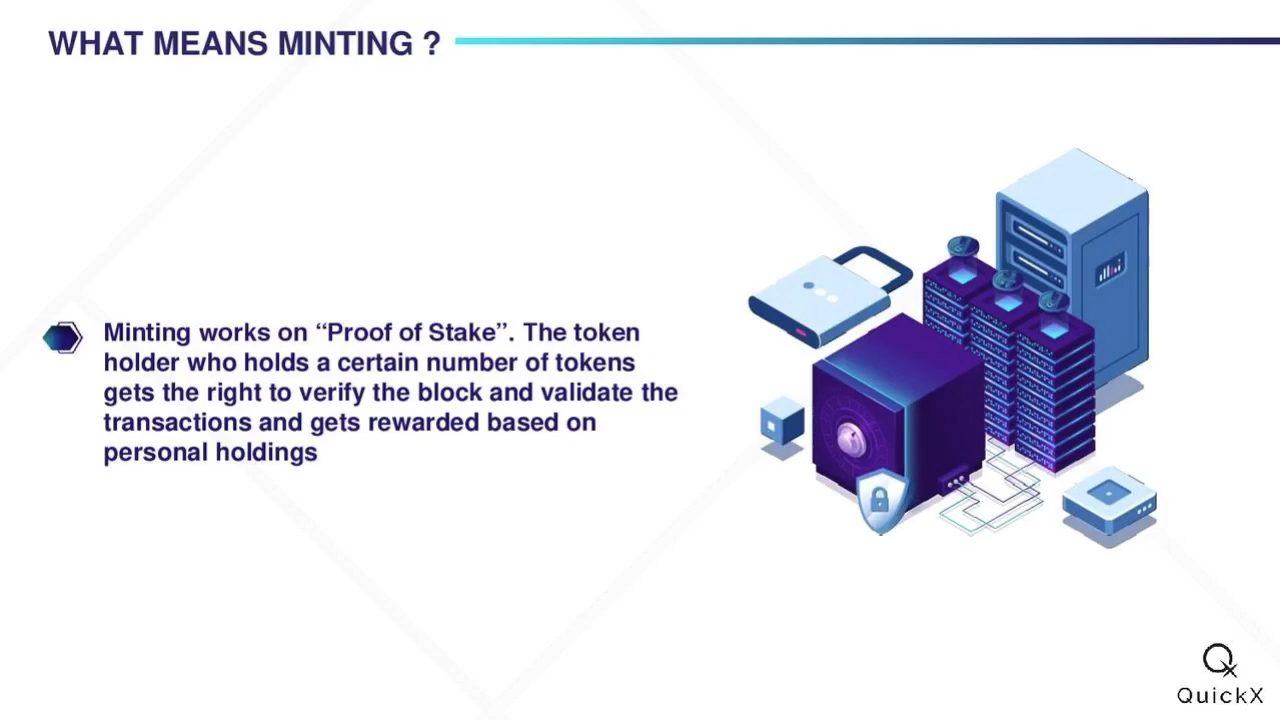 WHAT MEANS MINTING ?
Minting works on “Proof of Stake”. The token
holder who holds a certain number of tokens
gets the right to verify the block and validate the
transactions and gets rewarded based on
personal holdings
QuickX